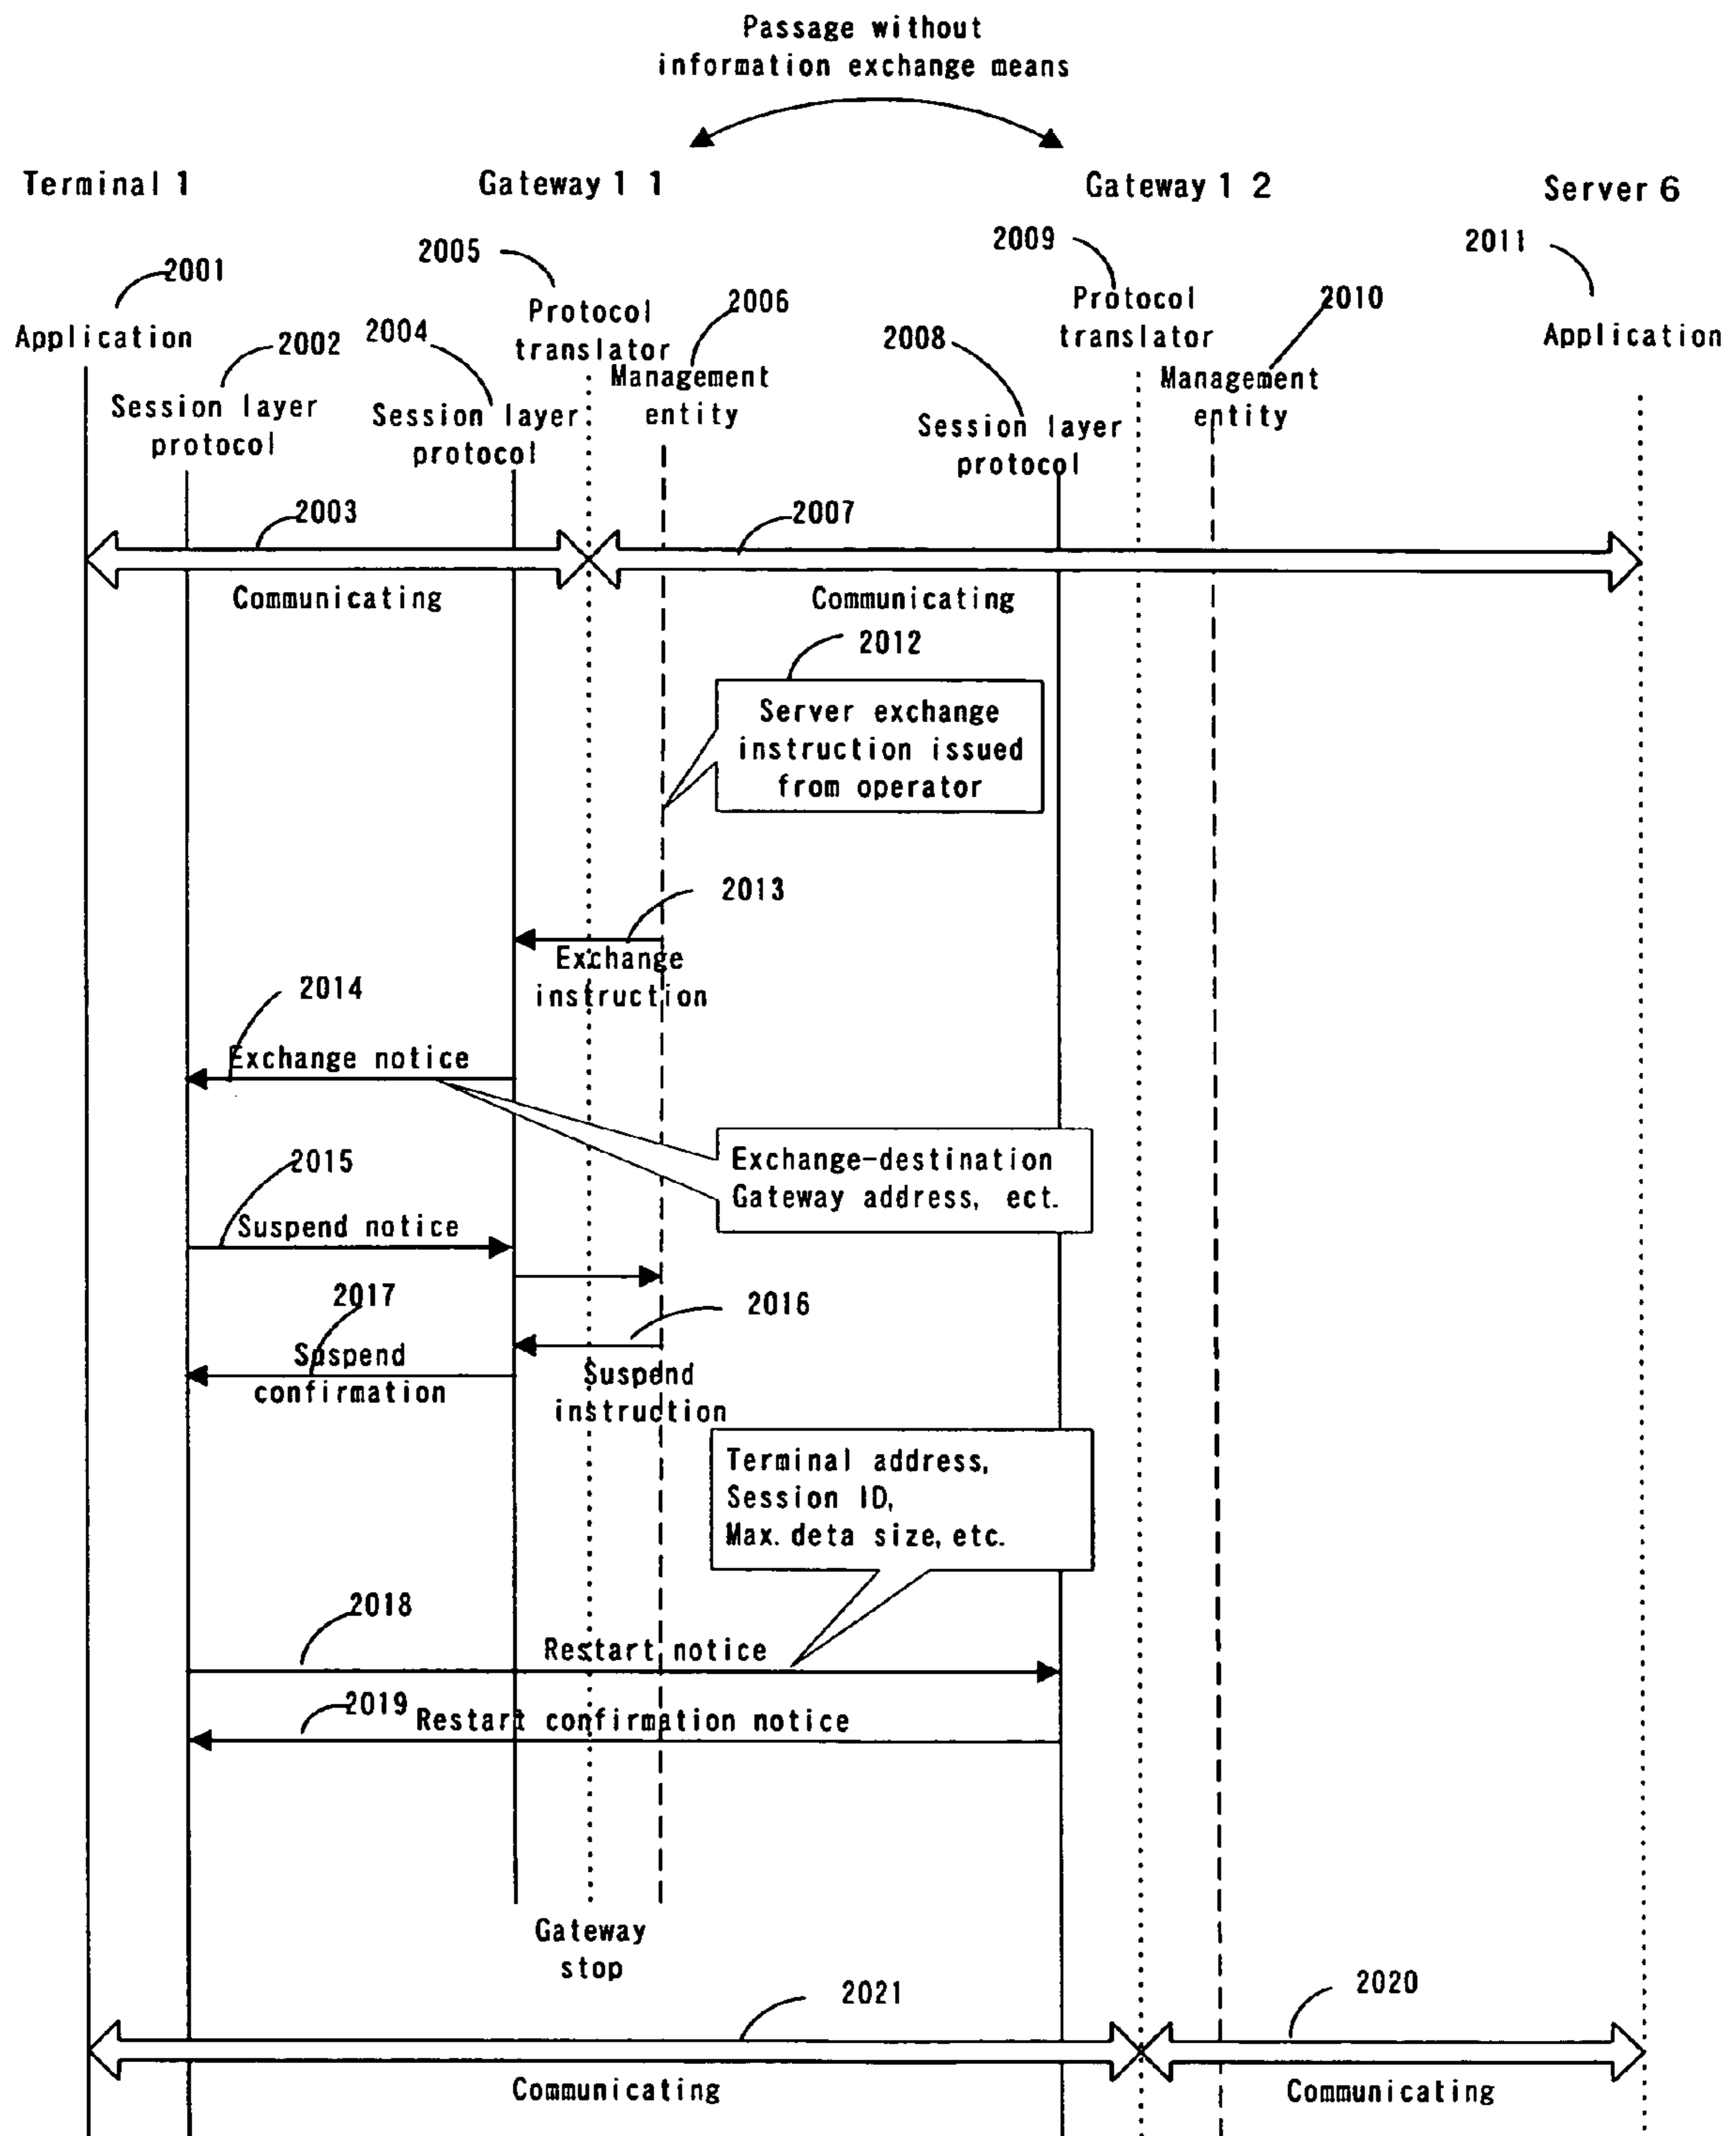 Passage without
information exchange means
Terminal 1
Gateway 1 1
Gateway 1 2
Server 6
2001
2005
2009
2011
Application
2002
2004
Protocol
translator
2006
2008
Protocol
translator
2010
Application
Session layer
protocol
Session layer
protocol
Management
entity
Session layer
protocol
Management
entity
2003
2007
Communicating
Communicating
2012
Server exchange
instruction issued
from operator
2013
Exchange
instruction
2014
Exchange notice
Exchange-destination
Gateway address, ect.
2015
Suspend notice
2017
2016
Suspend
confirmation
Suspend
instruction
Terminal address,
Session ID,
Max. deta size, etc.
2018
Restart notice
2019
Restart confirmation notice
Gateway
stop
2021
2020
Communicating
Communicating